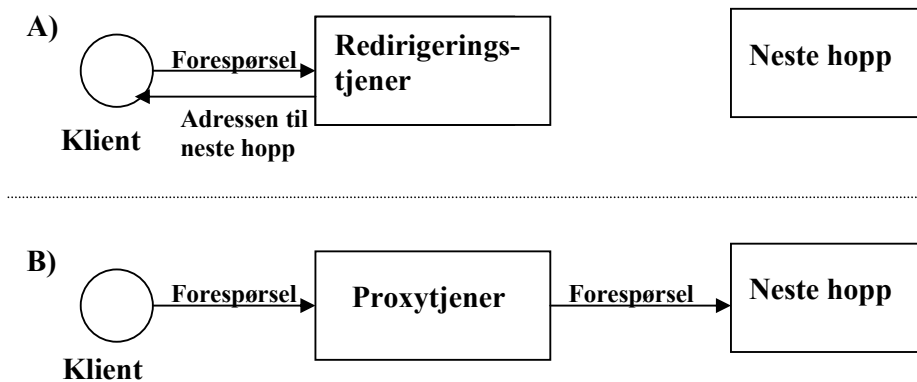 A)
Forespørsel
Redirigerings-
tjener
Neste hopp
Adressen til
neste hopp
Klient
B)
Forespørsel
Proxytjener
Forespørsel
Neste hopp
Klient